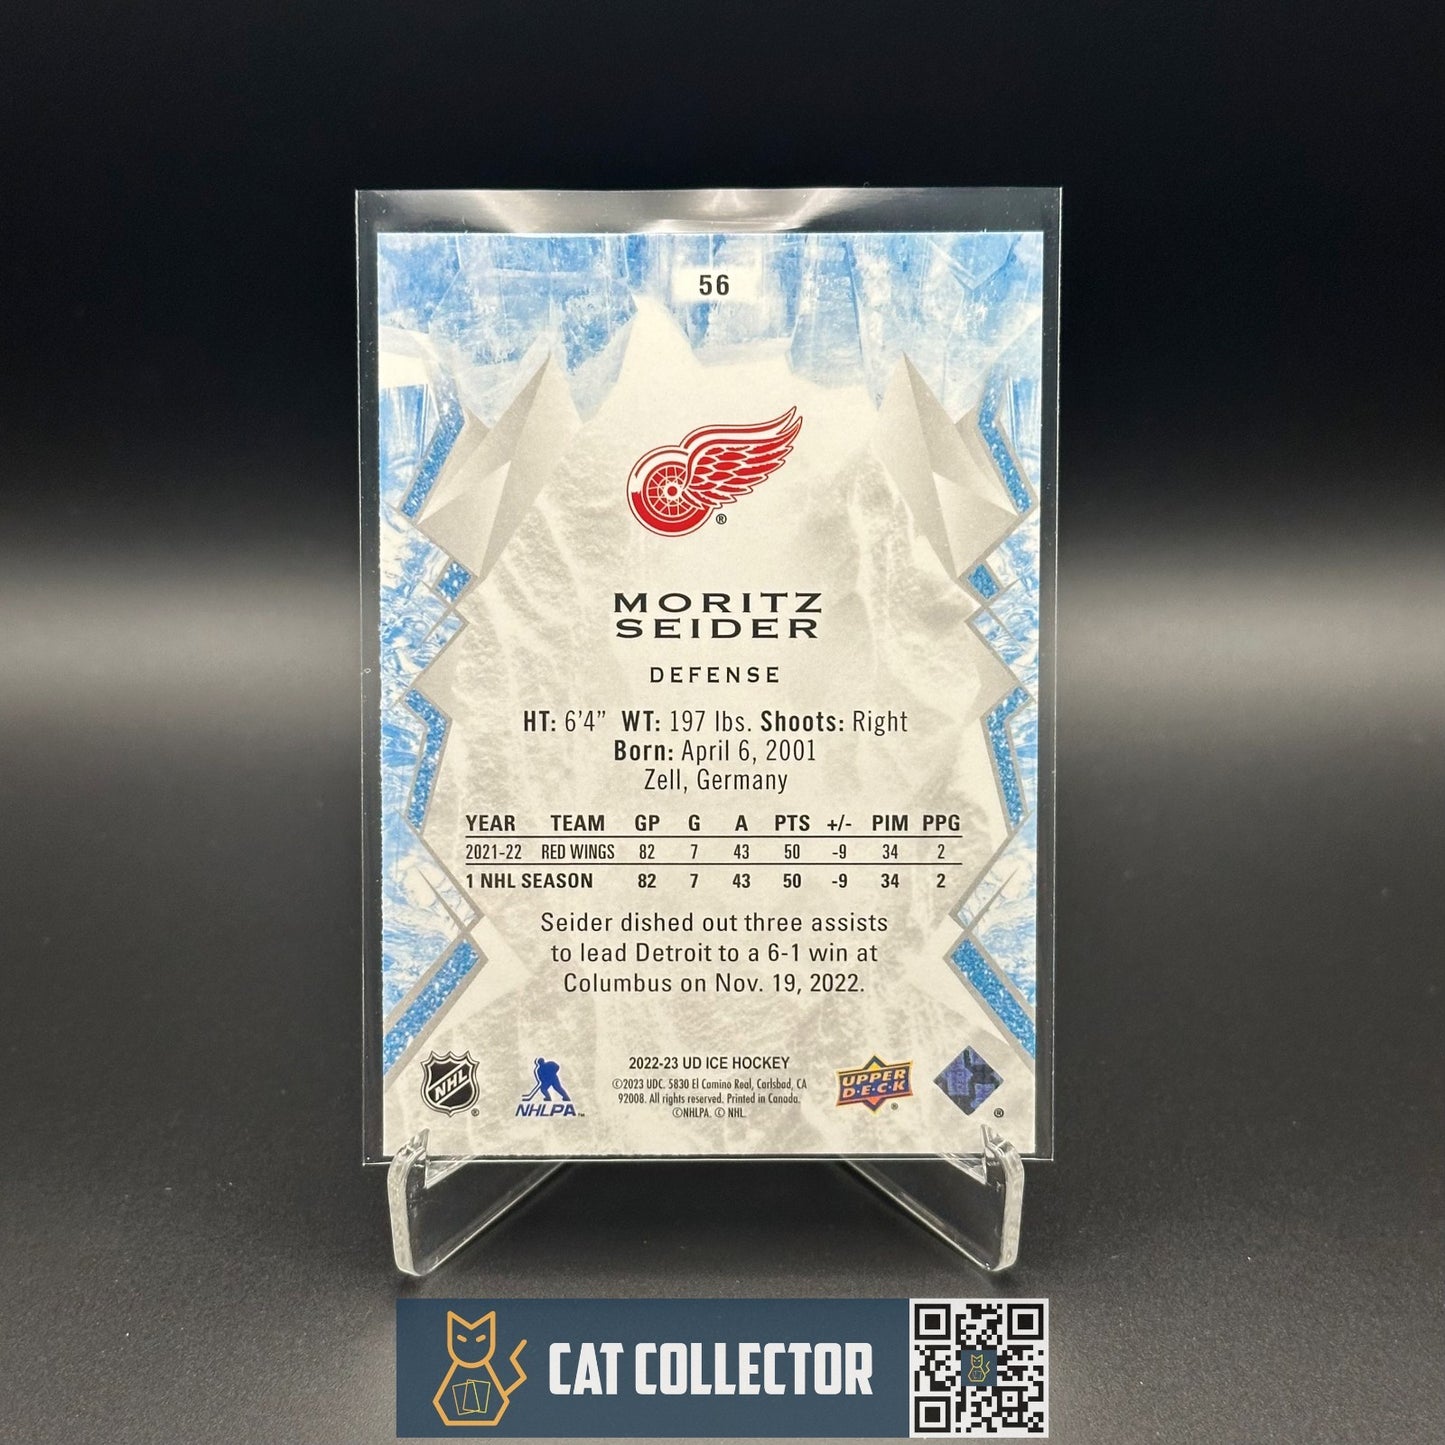 56
®
MORITZ
SEIDER
DEFENSE
HT: 6'4" WT: 197 lbs. Shoots: Right
Born: April 6, 2001
Zell, Germany
YEAR TEAM GP G A PTS +/- PIM PPG
2021-22 RED WINGS 82 7 43 50 -9 34 2
1 NHL SEASON 82 7 43 50 -9 34 2
Seider dished out three assists
to lead Detroit to a 6-1 win at
Columbus on Nov. 19, 2022.
NHL ®
NHLPA™
2022-23 UD ICE HOCKEY
©2023 UDC. 5830 El Camino Real, Carlsbad, CA
92008. All rights reserved. Printed in Canada.
©NHLPA. © NHL.
UPPER
D·E·C·K ®
®
CAT COLLECTOR